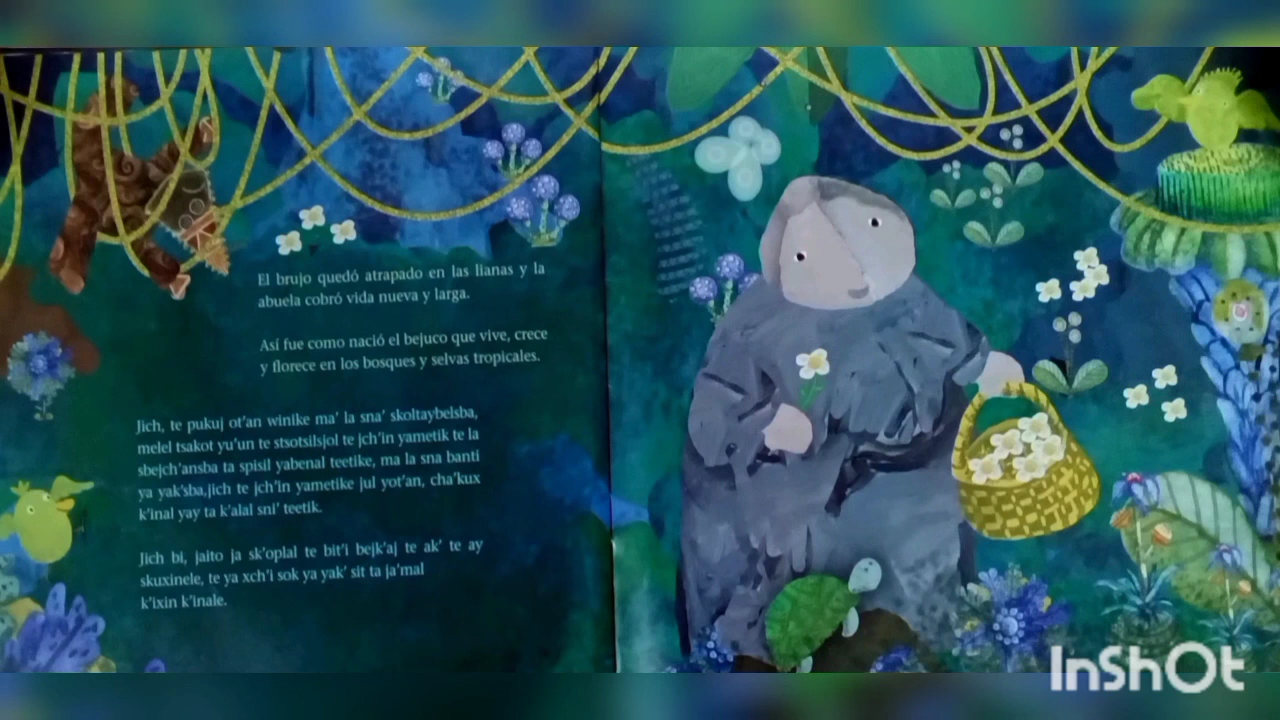 El brujo quedó atrapado en las lianas y la
abuela cobró vida nueva y larga.
Así fue como nació el bejuco que vive, crece
y florece en los bosques y selvas tropicales.
Jich, te pukuj ot'an winike ma' la sna' skoltaybelsba,
melel tsakot yu'un te stsotsilsjol te jch'in yametik te la
sbejch'ansba ta spisil yabenal teetike, ma la sna banti
ya yak'sba,jich te jch'in yametike jul yot'an, cha'kux
k'inal yay ta k'alal sni' teetik.
Jich bi, jaito ja sk'oplal te bit'i bejk'aj te ak' te ay
skuxinele, te ya xch'i sok ya yak' sit ta ja'mal
k'ixin k'inale.
InShOt